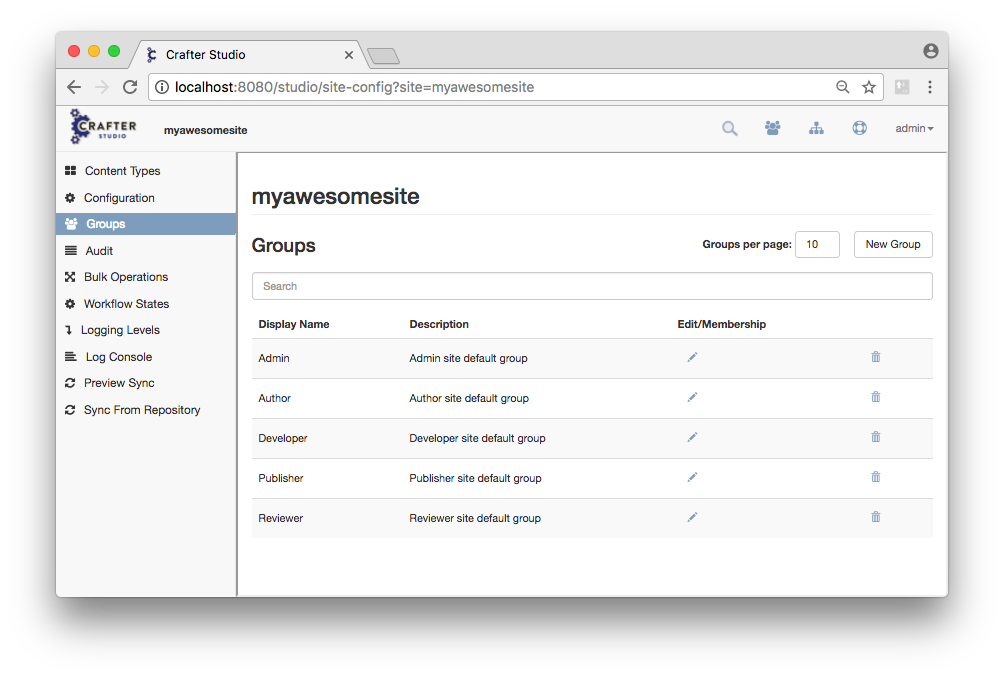 Crafter Studio
localhost:8080/studio/site-config?site=myawesomesite
CRAFTER STUDIO
myawesomesite
admin
Content Types
Configuration
Groups
Audit
Bulk Operations
Workflow States
Logging Levels
Log Console
Preview Sync
Sync From Repository
myawesomesite
Groups
Groups per page: 10 New Group
Search
Display Name Description Edit/Membership
Admin Admin site default group
Author Author site default group
Developer Developer site default group
Publisher Publisher site default group
Reviewer Reviewer site default group